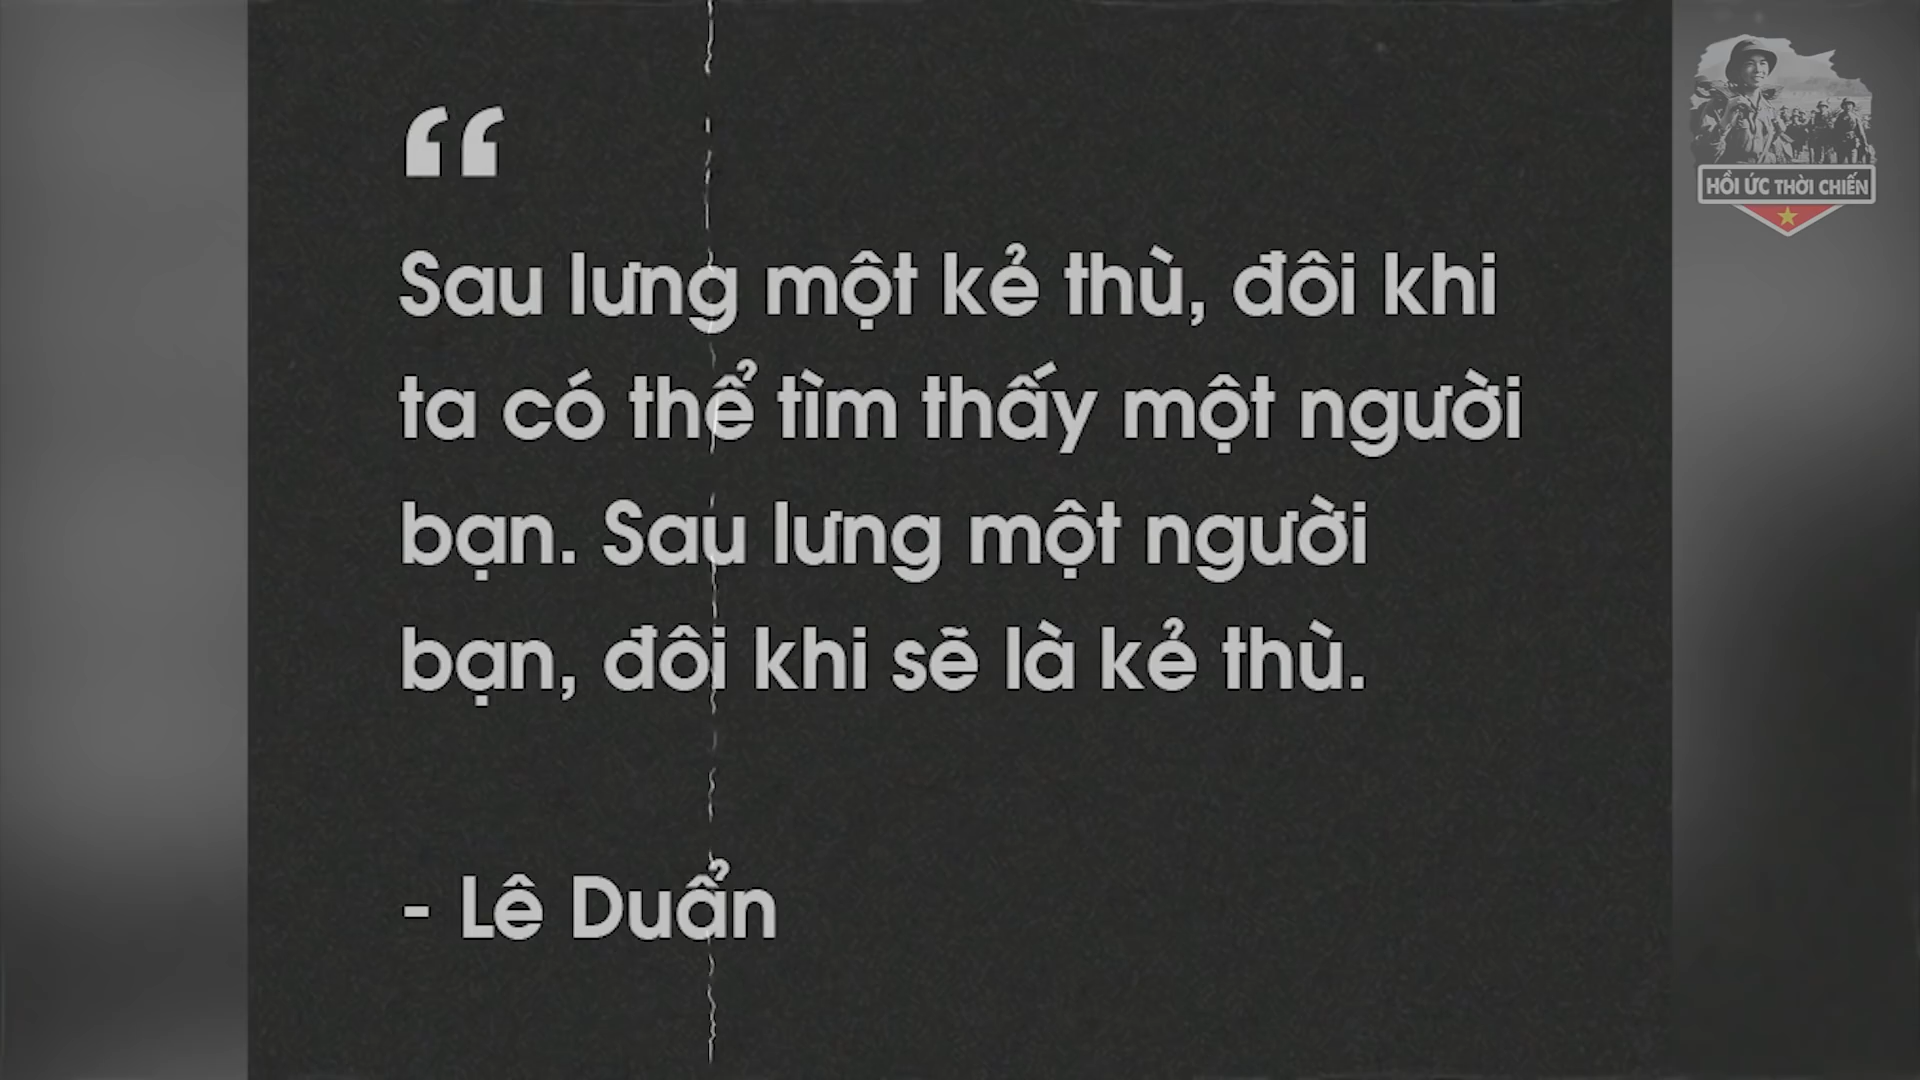 “
Sau lưng một kẻ thù, đôi khi
ta có thể tìm thấy một người
bạn. Sau lưng một người
bạn, đôi khi sẽ là kẻ thù.
- Lê Duẩn
HỒI ỨC THỜI CHIẾN